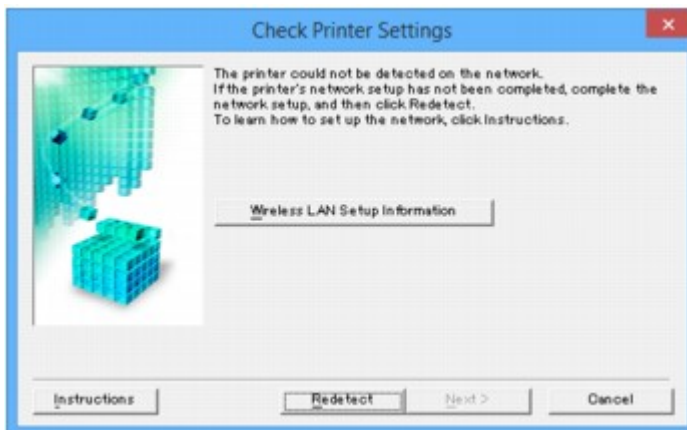 Check Printer Settings
The printer could not be detected on the network.
If the printer's network setup has not been completed, complete the
network setup, and then click Redetect.
To learn how to set up the network, click Instructions.
Wireless LAN Setup Information
Instructions
Redetect
Next >
Cancel